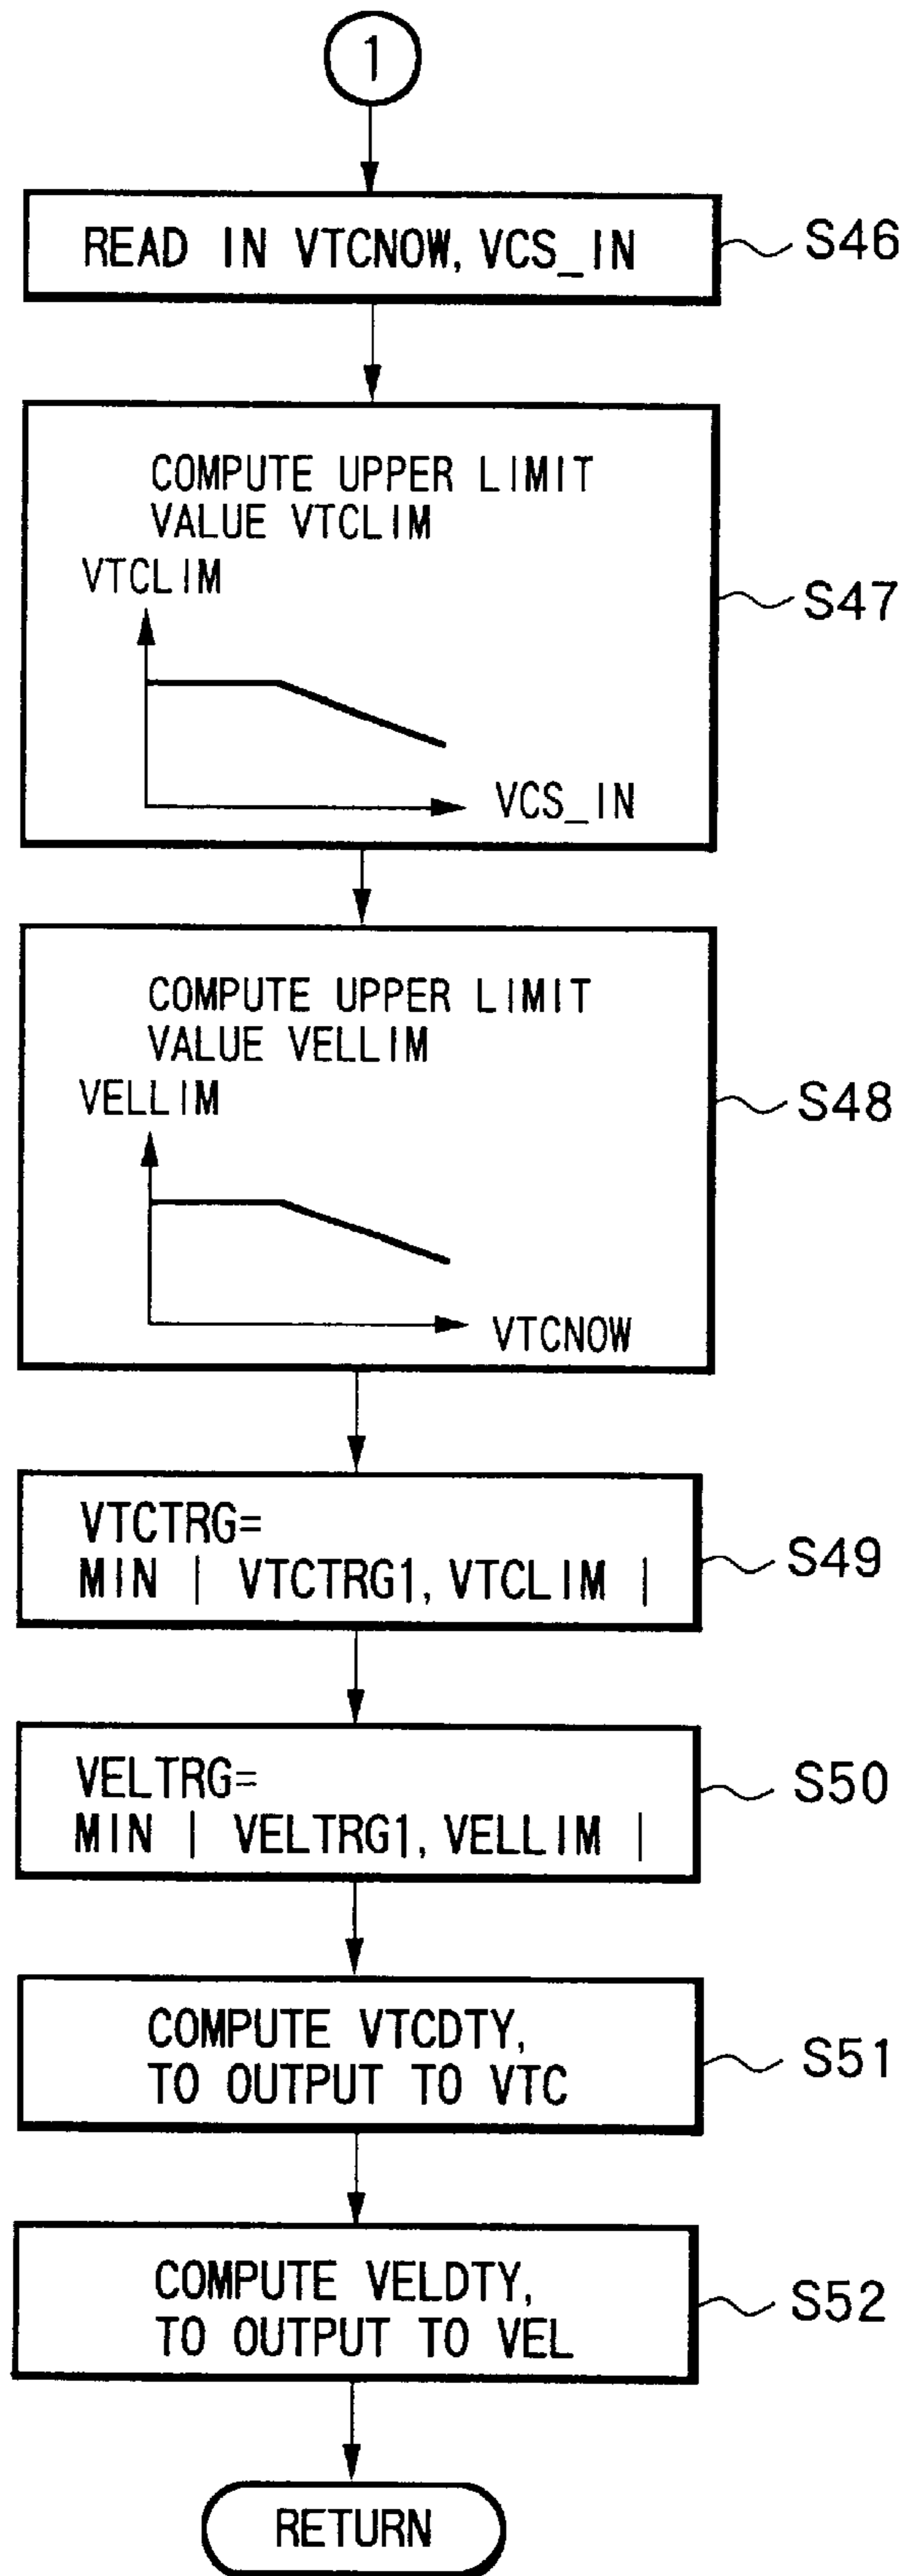 1
READ IN VTCNOW, VCS_IN
S46
COMPUTE UPPER LIMIT
VALUE VTCLIM
VTCLIM
S47
VCS_IN
COMPUTE UPPER LIMIT
VALUE VELLIM
VELLIM
S48
VTCNOW
VTCTRG=
MIN | VTCTRG1, VTCLIM |
S49
VELTRG=
MIN | VELTRG1, VELLIM |
S50
COMPUTE VTCDTY,
TO OUTPUT TO VTC
S51
COMPUTE VELDTY,
TO OUTPUT TO VEL
S52
RETURN